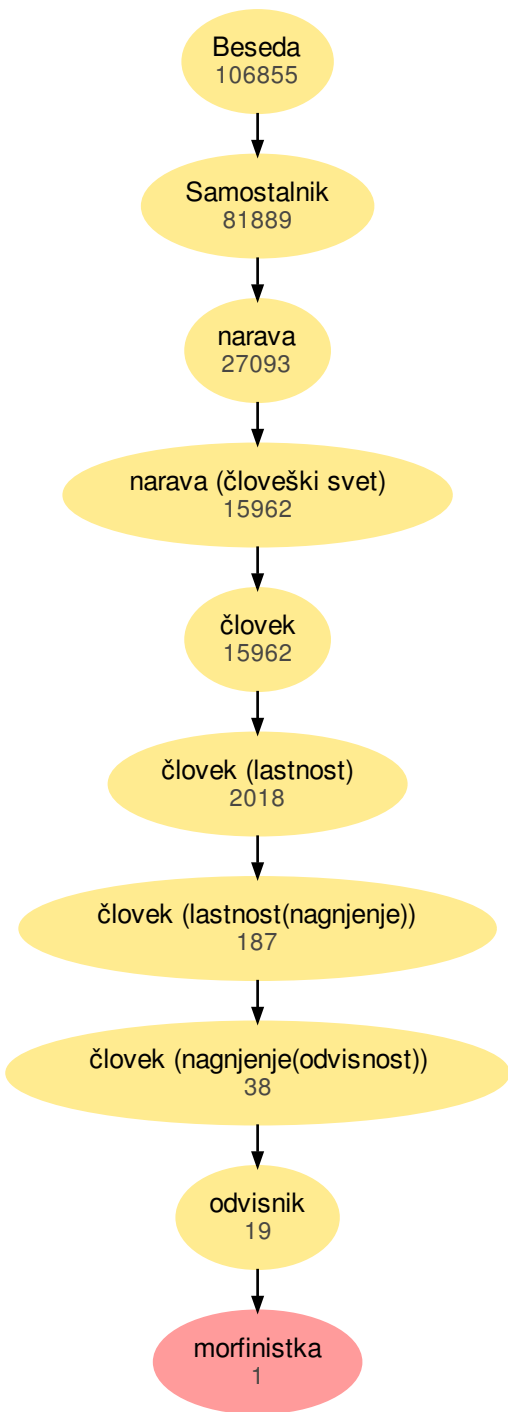 Beseda
106855
Samostalnik
81889
narava
27093
narava (človeški svet)
15962
človek
15962
človek (lastnost)
2018
človek (lastnost(nagnjenje))
187
človek (nagnjenje(odvisnost))
38
odvisnik
19
morfinistka
1